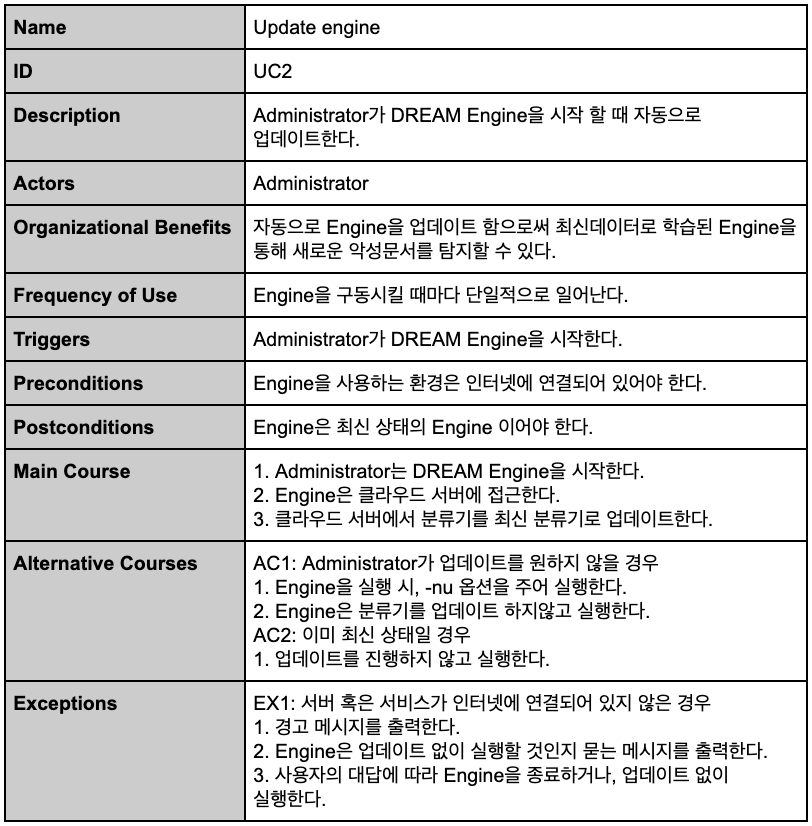 Name
Update engine
ID
UC2
Description
Administrator가 DREAM Engine을 시작 할 때 자동으로
업데이트한다.
Actors
Administrator
Organizational Benefits
자동으로 Engine을 업데이트 함으로써 최신데이터로 학습된 Engine을
통해 새로운 악성문서를 탐지할 수 있다.
Frequency of Use
Engine을 구동시킬 때마다 단일적으로 일어난다.
Triggers
Administrator가 DREAM Engine을 시작한다.
Preconditions
Engine을 사용하는 환경은 인터넷에 연결되어 있어야 한다.
Postconditions
Engine은 최신 상태의 Engine 이어야 한다.
Main Course
1. Administrator는 DREAM Engine을 시작한다.
2. Engine은 클라우드 서버에 접근한다.
3. 클라우드 서버에서 분류기를 최신 분류기로 업데이트한다.
Alternative Courses
AC1: Administrator가 업데이트를 원하지 않을 경우
1. Engine을 실행 시, -nu 옵션을 주어 실행한다.
2. Engine은 분류기를 업데이트 하지않고 실행한다.
AC2: 이미 최신 상태일 경우
1. 업데이트를 진행하지 않고 실행한다.
Exceptions
EX1: 서버 혹은 서비스가 인터넷에 연결되어 있지 않은 경우
1. 경고 메시지를 출력한다.
2. Engine은 업데이트 없이 실행할 것인지 묻는 메시지를 출력한다.
3. 사용자의 대답에 따라 Engine을 종료하거나, 업데이트 없이
실행한다.